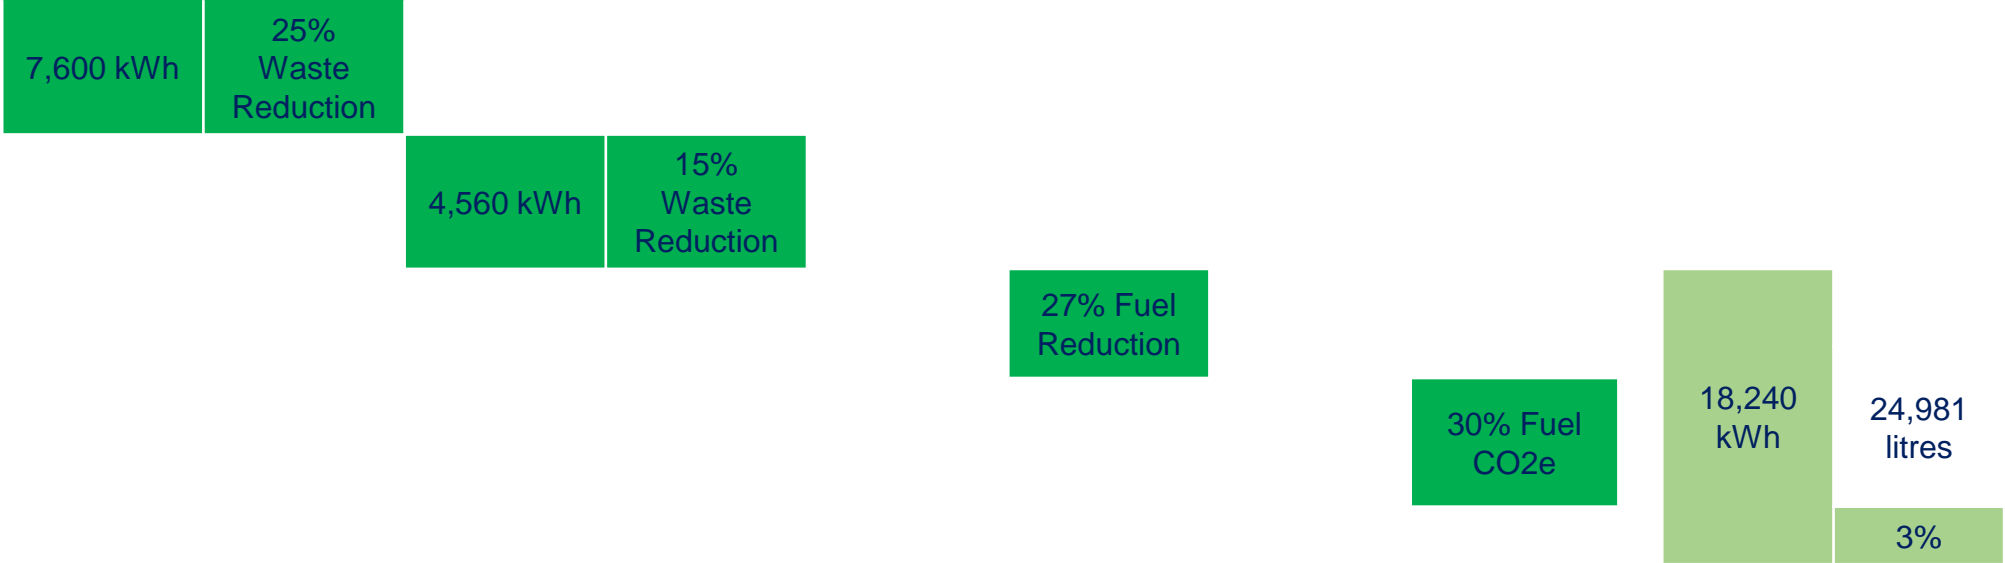 7,600 kWh
25%
Waste
Reduction
4,560 kWh
15%
Waste
Reduction
27% Fuel
Reduction
30% Fuel
CO2e
18,240
kWh
24,981
litres
3%